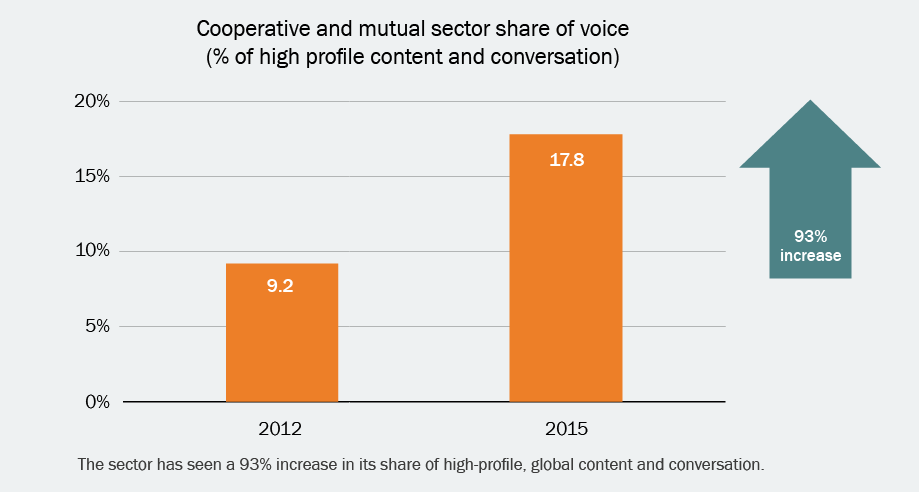 Cooperative and mutual sector share of voice
(% of high profile content and conversation)
20%
15%
10%
5%
0%
9.2
17.8
2012
2015
93%
increase
The sector has seen a 93% increase in its share of high-profile, global content and conversation.